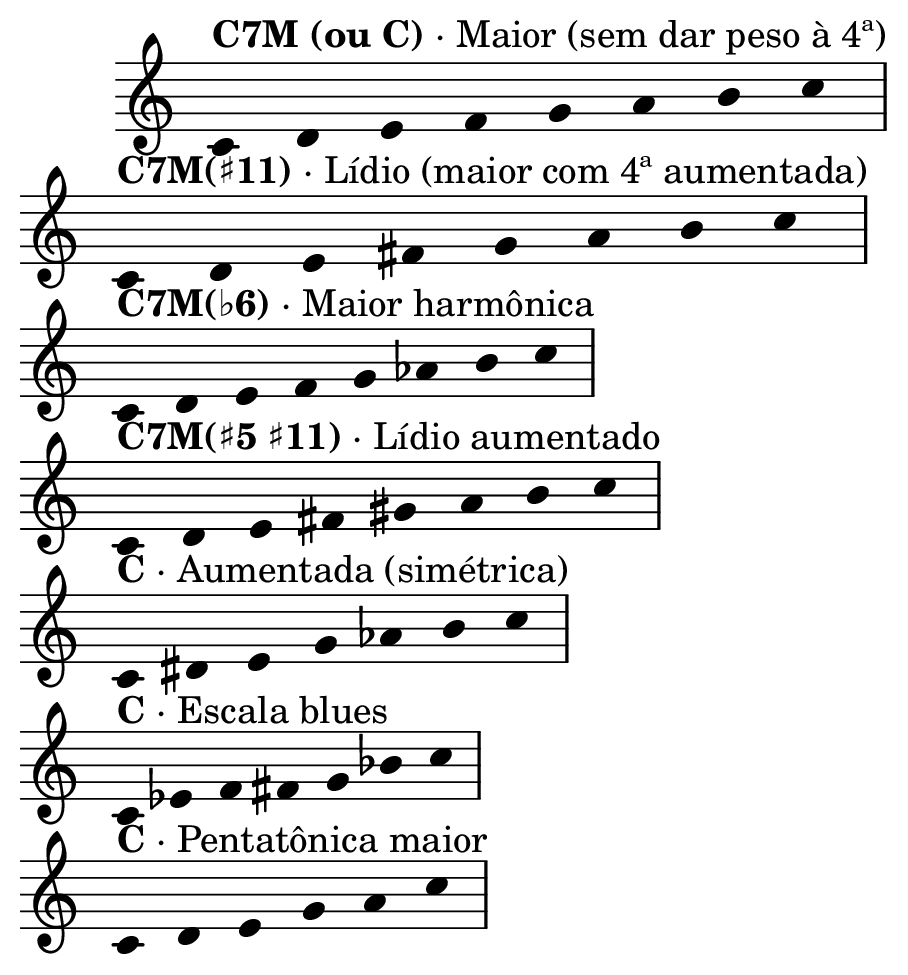 C7M (ou C) · Maior (sem dar peso à 4ª)
C7M(♯11) · Lídio (maior com 4ª aumentada)
C7M(♭6) · Maior harmônica
C7M(♯5 ♯11) · Lídio aumentado
C · Aumentada (simétrica)
C · Escala blues
C · Pentatônica maior